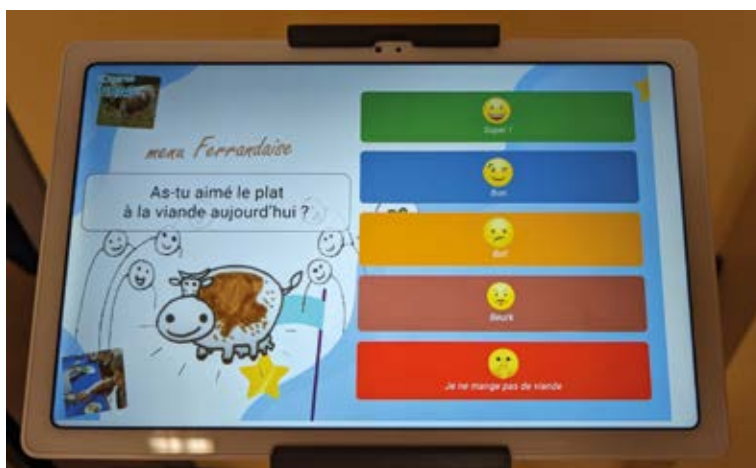 menu Ferrandaise
As-tu aimé le plat
à la viande aujourd'hui ?
Super !
Bon
Bof
Beurk
Je ne mange pas de viande